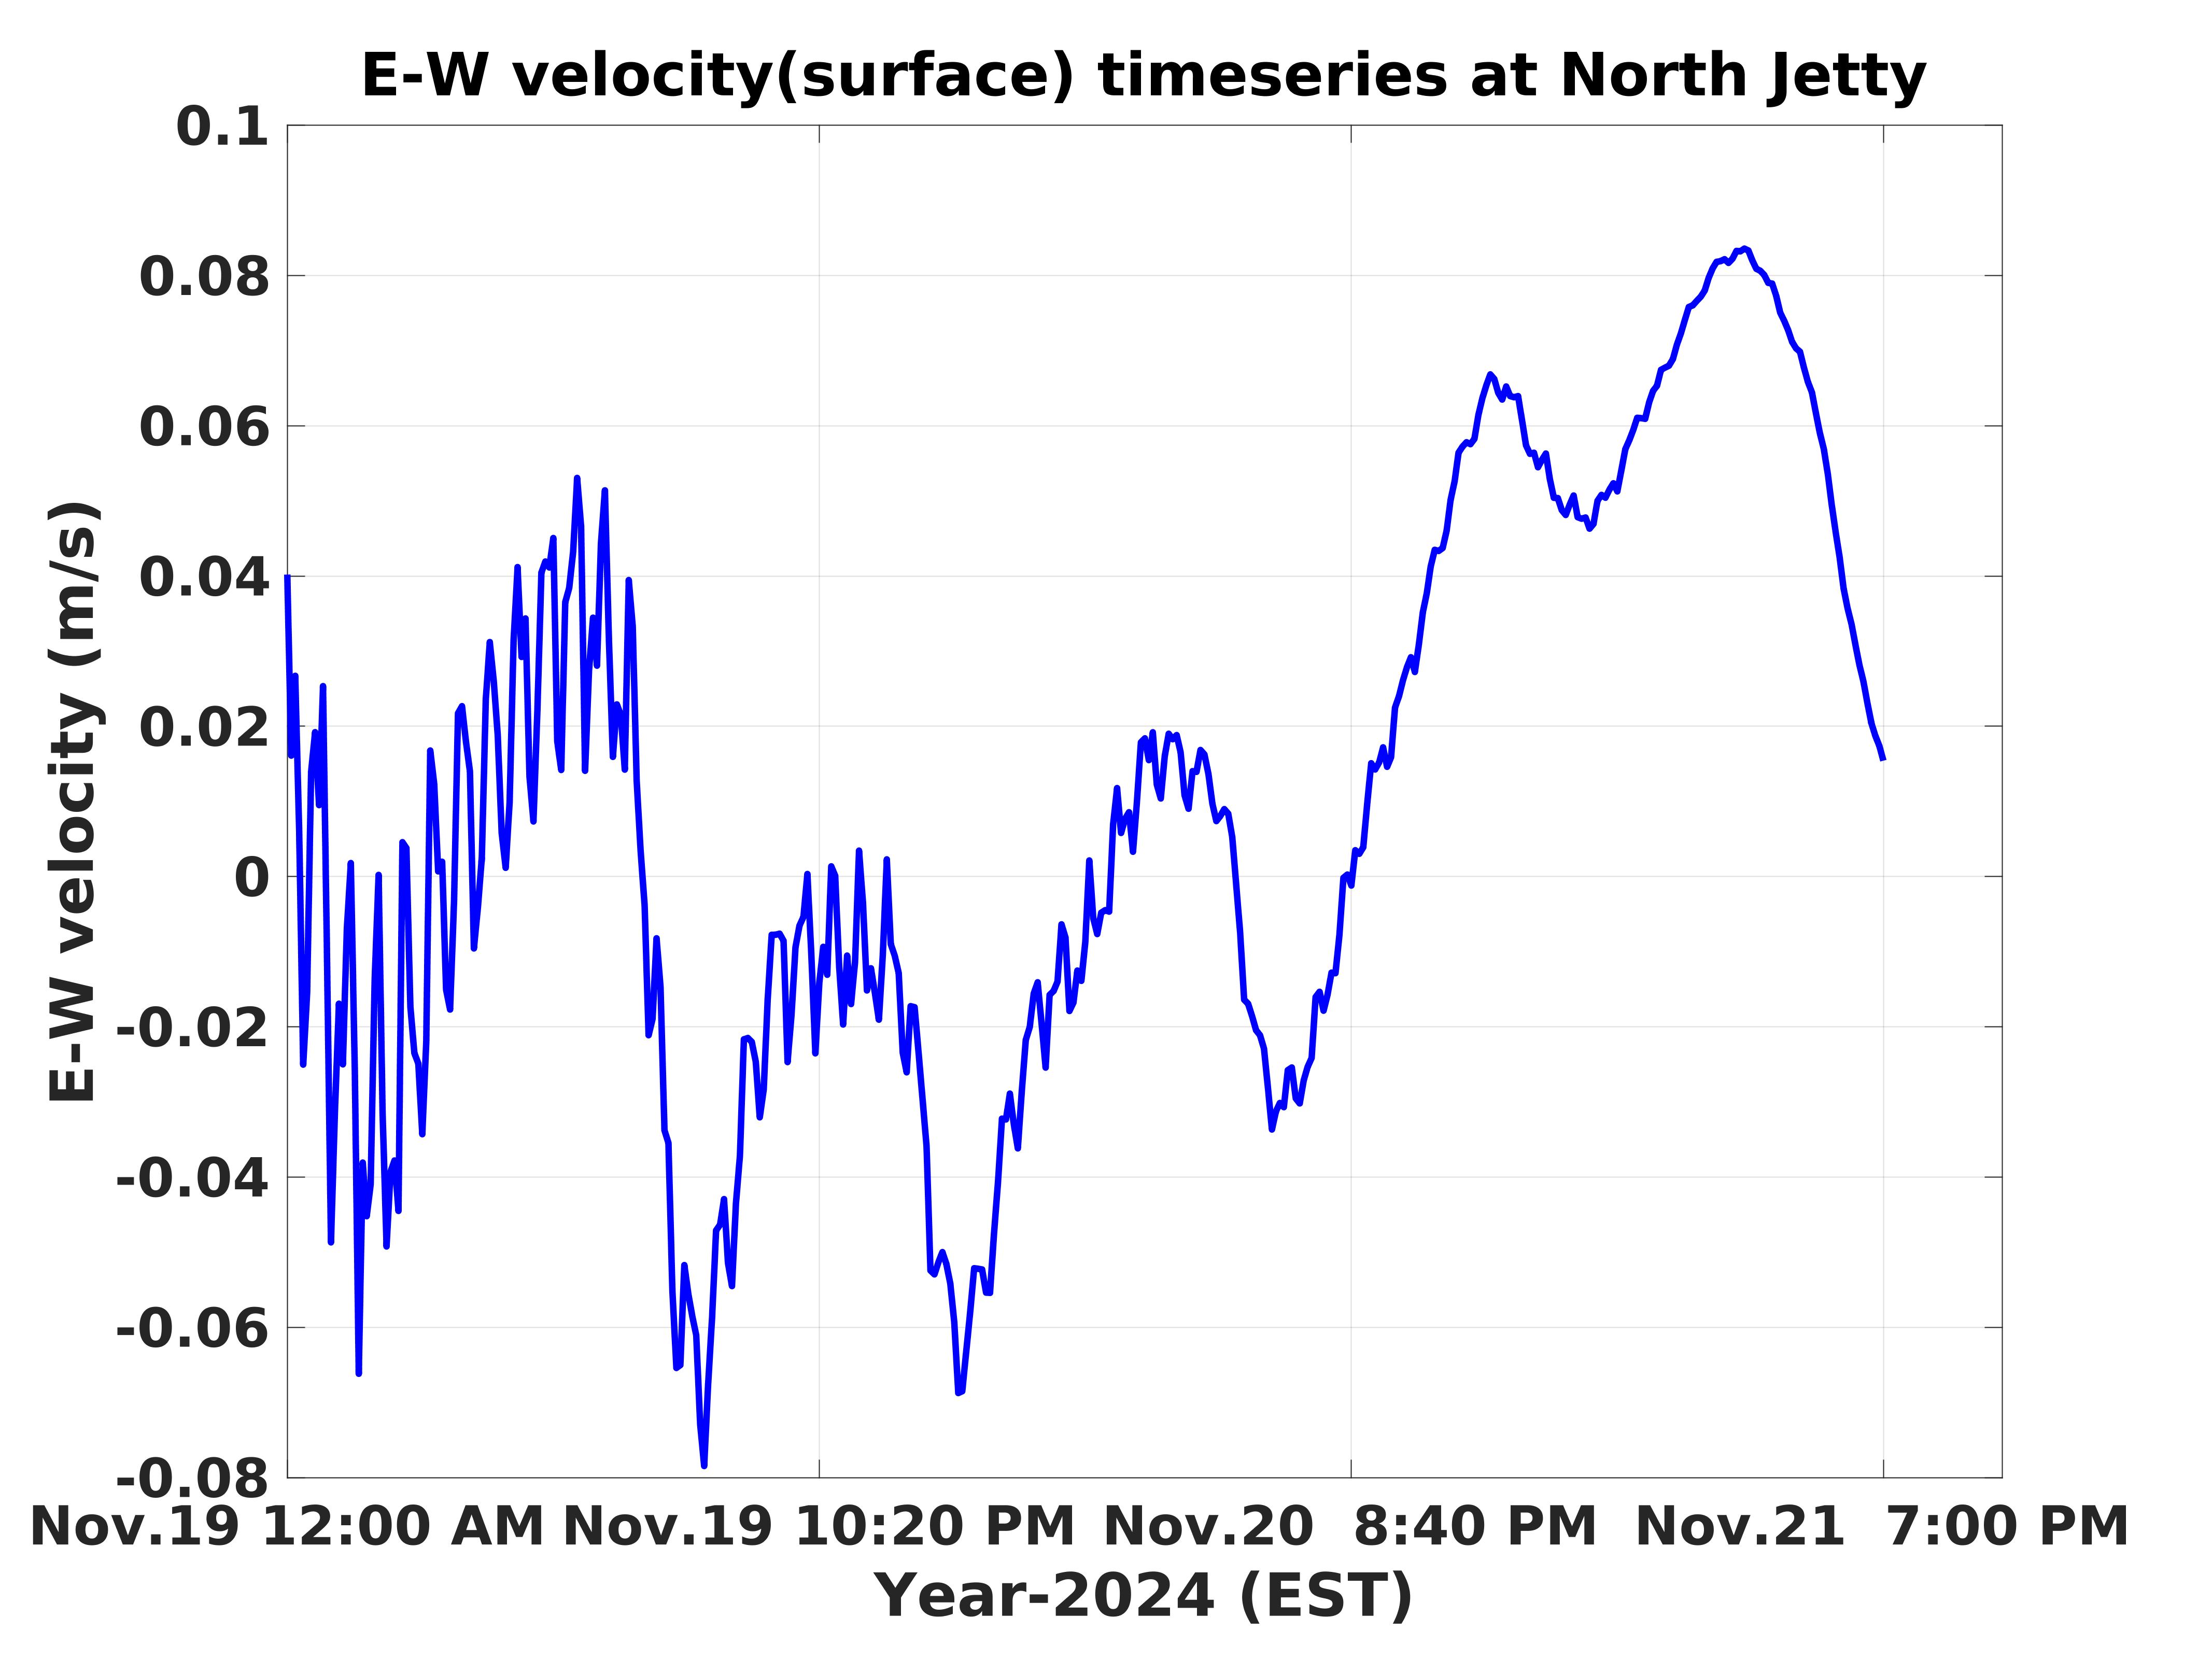 E-W velocity(surface) timeseries at North Jetty
0.1
0.08
0.06
0.04
0.02
0
-0.02
-0.04
-0.06
-0.08
E-W velocity (m/s)
Nov.19 12:00 AM Nov.19 10:20 PM Nov.20 8:40 PM Nov.21 7:00 PM
Year-2024 (EST)